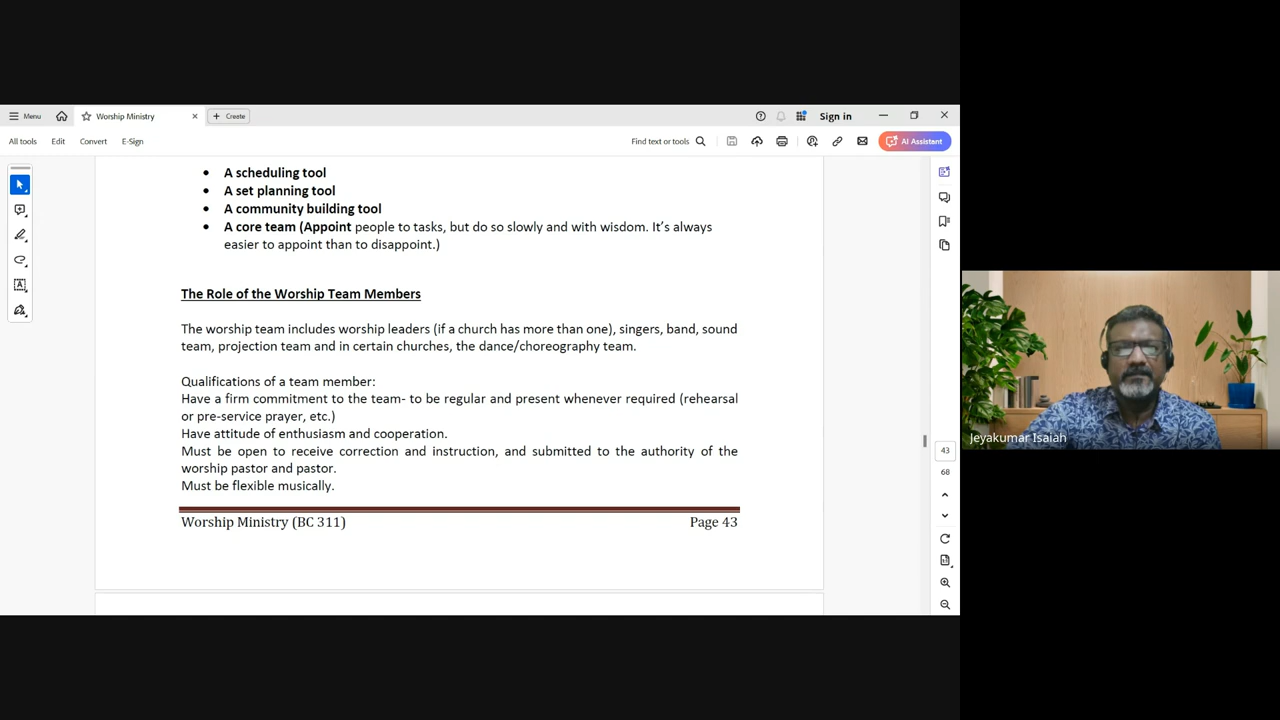 Menu
Worship Ministry
Create
Sign in
All tools
Edit
Convert
E-Sign
Find text or tools
AI Assistant
• A scheduling tool
• A set planning tool
• A community building tool
• A core team (Appoint people to tasks, but do so slowly and with wisdom. It’s always
easier to appoint than to disappoint.)
The Role of the Worship Team Members
The worship team includes worship leaders (if a church has more than one), singers, band, sound
team, projection team and in certain churches, the dance/choreography team.
Qualifications of a team member:
Have a firm commitment to the team- to be regular and present whenever required (rehearsal
or pre-service prayer, etc.)
Have attitude of enthusiasm and cooperation.
Must be open to receive correction and instruction, and submitted to the authority of the
worship pastor and pastor.
Must be flexible musically.
Worship Ministry (BC 311) Page 43
43
68
Jeyakumar Isaiah